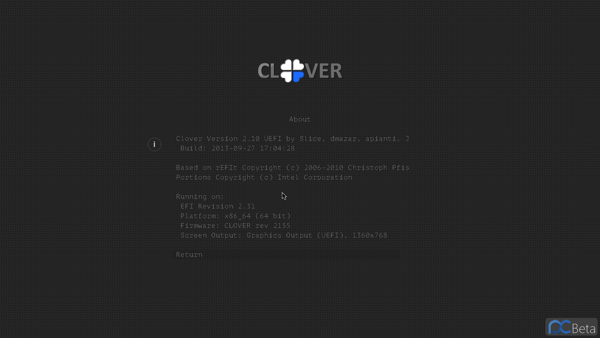 CLOVER
About
Clover Version 2.10 UEFI by Slice, dmazar, apianti, J
Build: 2013-09-27 17:04:28
Based on rEFIt Copyright (c) 2006-2010 Christoph Pfis
Portions Copyright (c) Intel Corporation
Running on:
EFI Revision 2.31
Platform: x86_64 (64 bit)
Firmware: CLOVER rev 2155
Screen Output: Graphics Output (UEFI), 1360x768
Return
PCBeta